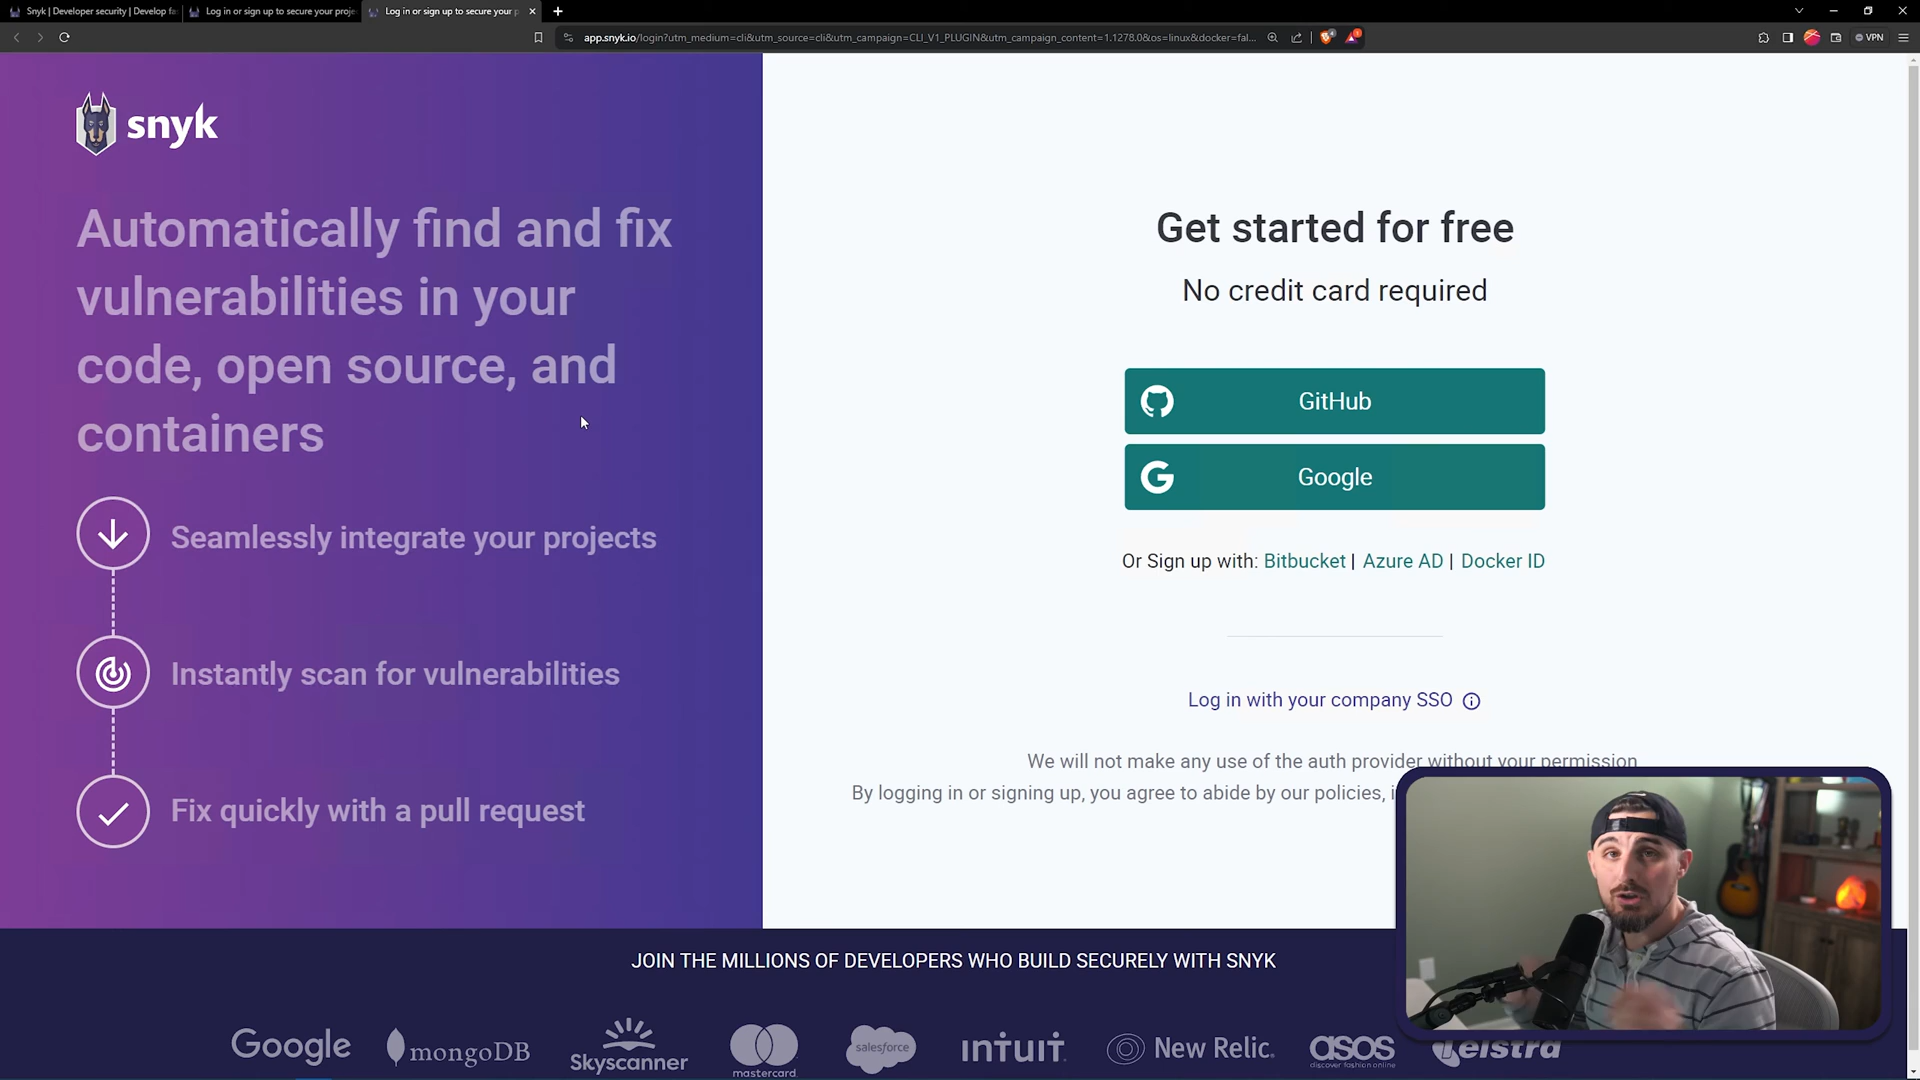 Snyk | Developer security | Develop fa
Log in or sign up to secure your proje
Log in or sign up to secure your p
app.snyk.io/login?utm_medium=cli&utm_source=cli&utm_campaign=CLI_V1_PLUGIN&utm_campaign_content=1.1278.0&os=linux&docker=fal...
VPN
snyk
Automatically find and fix
vulnerabilities in your
code, open source, and
containers
Seamlessly integrate your projects
Instantly scan for vulnerabilities
Fix quickly with a pull request
Get started for free
No credit card required
GitHub
Google
Or Sign up with: Bitbucket | Azure AD | Docker ID
Log in with your company SSO
We will not make any use of the auth provider without your permission
By logging in or signing up, you agree to abide by our policies, i
JOIN THE MILLIONS OF DEVELOPERS WHO BUILD SECURELY WITH SNYK
Google
mongoDB
Skyscanner
mastercard
salesforce
intuit
New Relic
asos
discover fashion online
Telstra